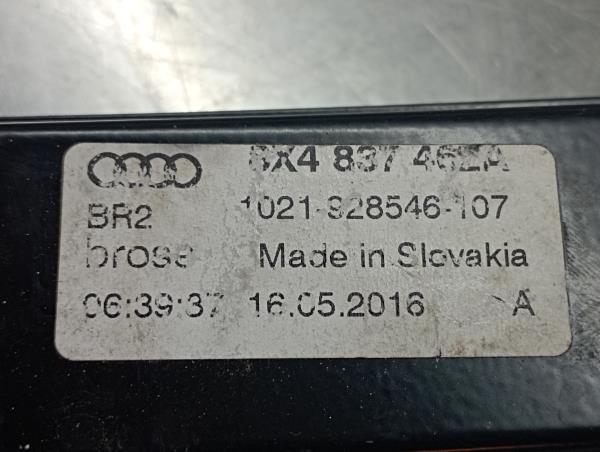 8X4 837 462A
BR2 1021-928546-107
brose Made in Slovakia
06:39:37 16.05.2016 A